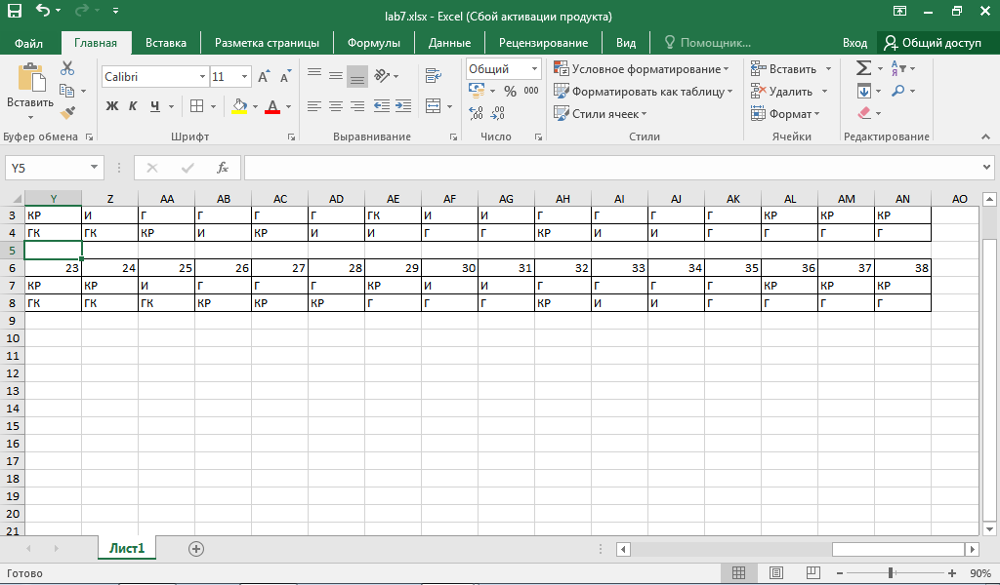 lab7.xlsx - Excel (Сбой активации продукта)
Файл Главная Вставка Разметка страницы Формулы Данные Рецензирование Вид Помощник... Вход Общий доступ
Вставить
Calibri 11
Ж К Ч
Общий
% 000
Условное форматирование
Форматировать как таблицу
Стили ячеек
Вставить
Удалить
Формат
Буфер обмена Шрифт Выравнивание Число Стили Ячейки Редактирование
Y5 fx
Y Z AA AB AC AD AE AF AG AH AI AJ AK AL AM AN AO
3 КР И Г Г Г Г ГК И И Г Г Г Г КР КР КР
4 ГК ГК КР И КР И И Г Г КР И И Г Г Г Г
5
6 23 24 25 26 27 28 29 30 31 32 33 34 35 36 37 38
7 КР КР И Г Г Г КР И И Г Г Г Г КР КР КР
8 ГК ГК ГК КР КР КР Г Г Г КР И И Г Г Г Г
9
10
11
12
13
14
15
16
17
18
19
20
21
Лист1
Готово 90%